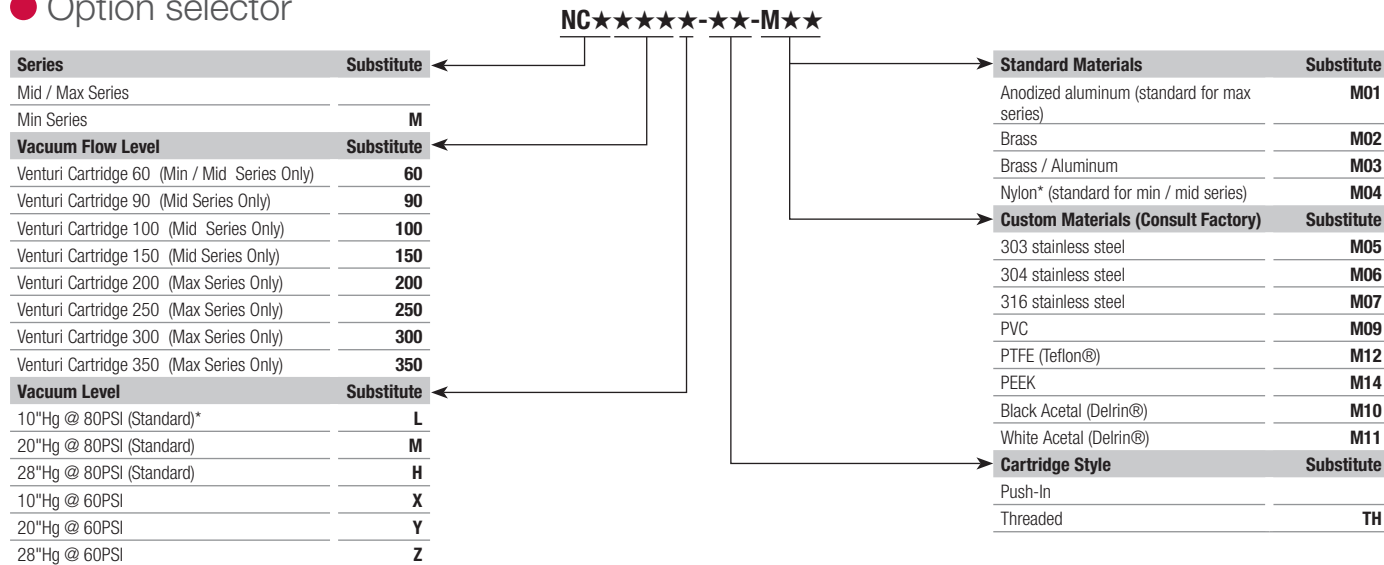 Option selector
NC★★★★★-★★-M★★
Series Substitute
Mid / Max Series
Min Series M
Vacuum Flow Level Substitute
Venturi Cartridge 60 (Min / Mid Series Only) 60
Venturi Cartridge 90 (Mid Series Only) 90
Venturi Cartridge 100 (Mid Series Only) 100
Venturi Cartridge 150 (Mid Series Only) 150
Venturi Cartridge 200 (Max Series Only) 200
Venturi Cartridge 250 (Max Series Only) 250
Venturi Cartridge 300 (Max Series Only) 300
Venturi Cartridge 350 (Max Series Only) 350
Vacuum Level Substitute
10"Hg @ 80PSI (Standard)* L
20"Hg @ 80PSI (Standard) M
28"Hg @ 80PSI (Standard) H
10"Hg @ 60PSI X
20"Hg @ 60PSI Y
28"Hg @ 60PSI Z
Standard Materials Substitute
Anodized aluminum (standard for max M01
series)
Brass M02
Brass / Aluminum M03
Nylon* (standard for min / mid series) M04
Custom Materials (Consult Factory) Substitute
303 stainless steel M05
304 stainless steel M06
316 stainless steel M07
PVC M09
PTFE (Teflon®) M12
PEEK M14
Black Acetal (Delrin®) M10
White Acetal (Delrin®) M11
Cartridge Style Substitute
Push-In
Threaded TH